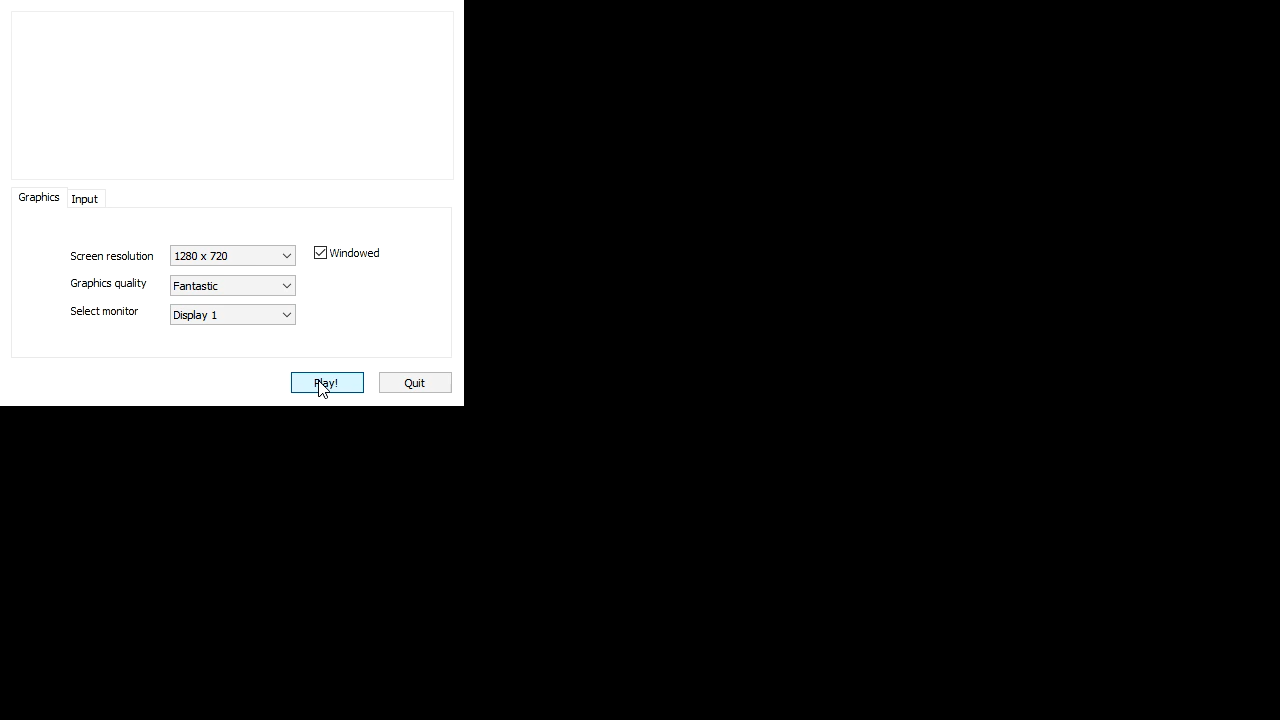 Graphics
Input
Screen resolution
1280 x 720
Windowed
Graphics quality
Fantastic
Select monitor
Display 1
Play!
Quit